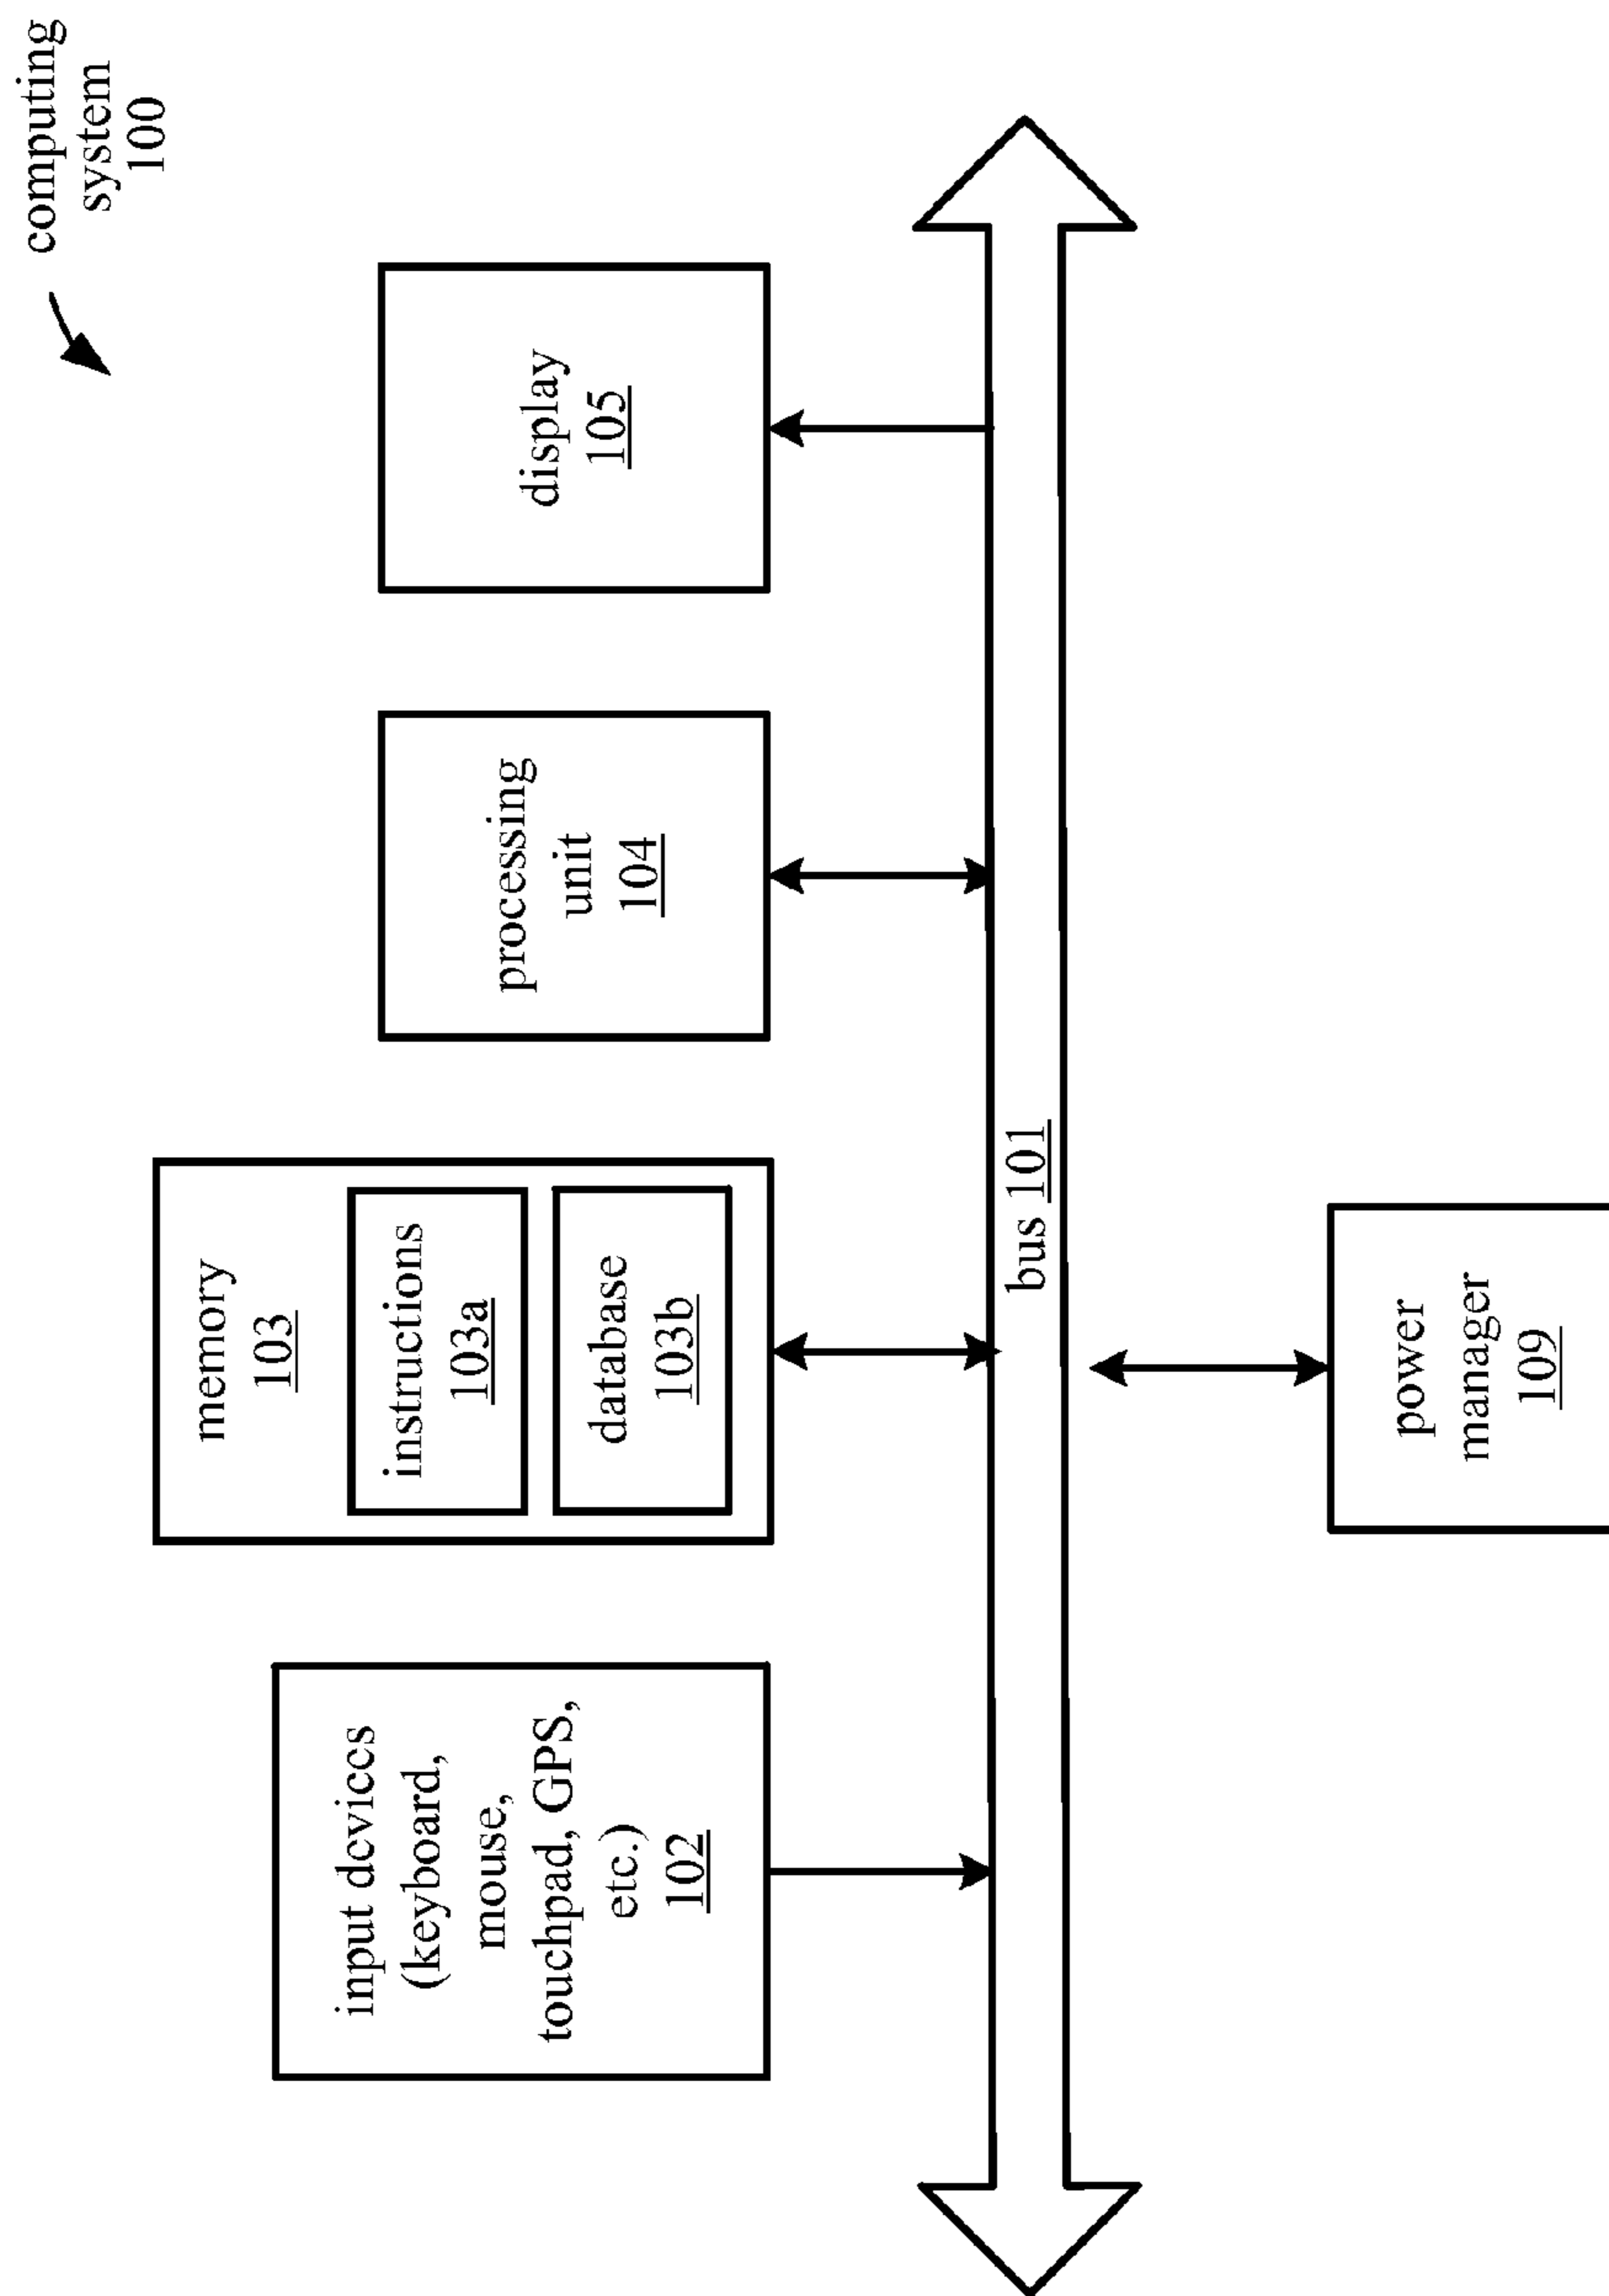 computing
system
100
input devices
(keyboard,
mouse,
touchpad, GPS,
etc.)
102
memory
103
instructions
103a
database
103b
processing
unit
104
display
105
bus 101
power
manager
109